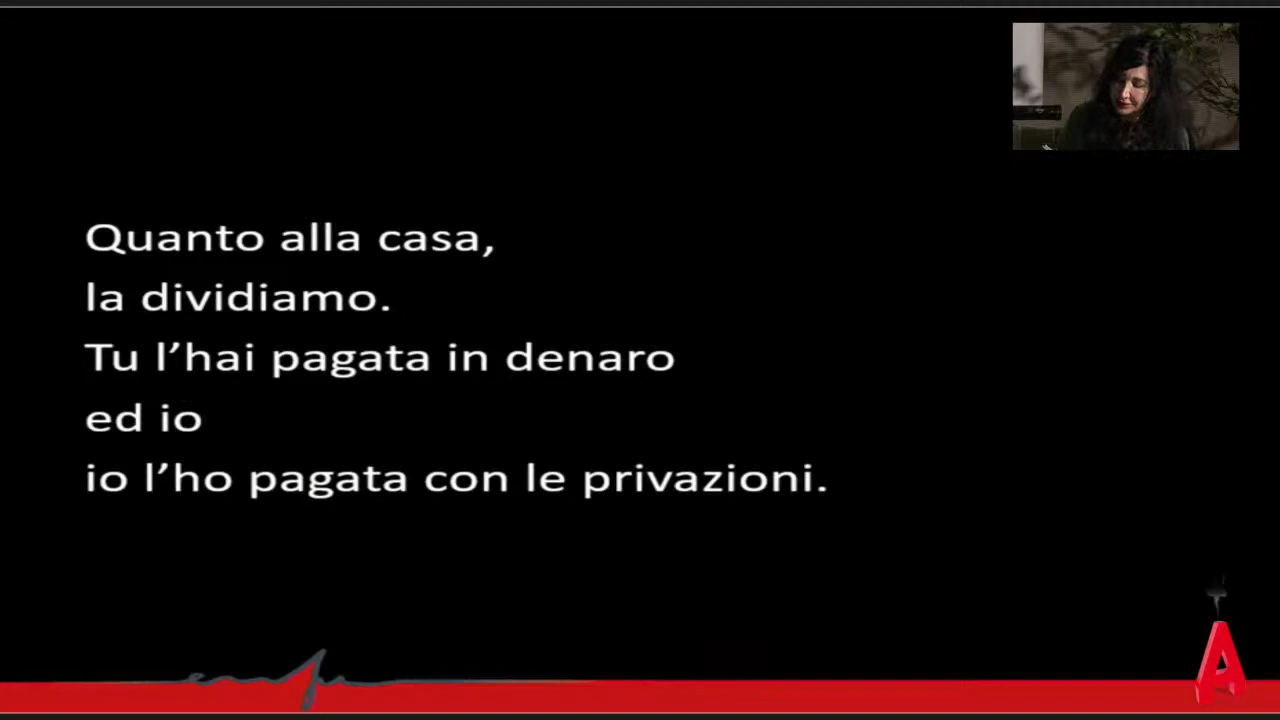 Quanto alla casa,
la dividiamo.
Tu l’hai pagata in denaro
ed io
io l’ho pagata con le privazioni.
A